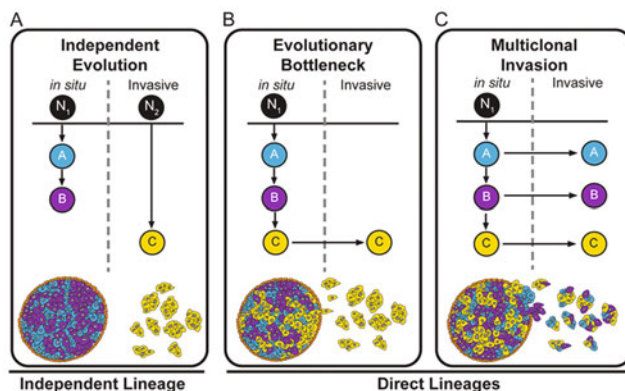 A
Independent
Evolution
in situ
Invasive
N1
N2
A
B
C
B
Evolutionary
Bottleneck
in situ
Invasive
N1
A
B
C
C
C
Multiclonal
Invasion
in situ
Invasive
N1
A
A
B
B
C
C
Independent Lineage
Direct Lineages